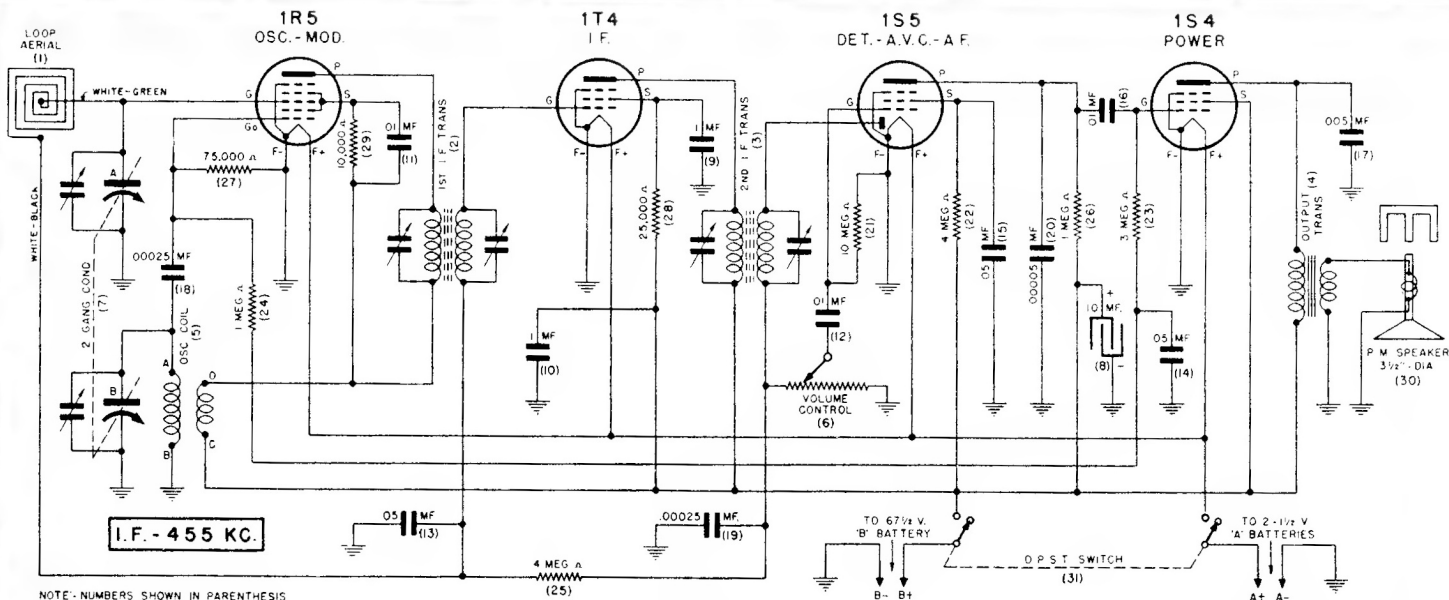 1R5
OSC.-MOD.
1T4
I.F.
1S5
DET.-A.V.C.-A.F.
1S4
POWER
LOOP
AERIAL
(1)
WHITE-GREEN
WHITE-BLACK
G
Go
P
S
F-
F+
75,000 Ω
(27)
10,000 Ω
(29)
.01 MF
(11)
1ST I.F. TRANS
(2)
G
P
S
F-
F+
.1 MF
(9)
25,000 Ω
(28)
2ND I.F. TRANS
(3)
G
P
S
F-
F+
10 MEG Ω
(21)
4 MEG Ω
(22)
.05 MF
(15)
.00005 MF
(20)
1 MEG Ω
(26)
.01 MF
(16)
3 MEG Ω
(23)
G
P
S
F-
F+
.005 MF
(17)
OUTPUT TRANS
(4)
P.M. SPEAKER
3 1/2"-DIA
(30)
A
2 GANG COND
(7)
B
.00025 MF
(18)
1 MEG Ω
(24)
OSC COIL
(5)
A
B
D
C
.1 MF
(10)
.01 MF
(12)
VOLUME
CONTROL
(6)
+
10 MF.
(8)
-
.05 MF
(14)
I.F.-455 KC.
.05 MF
(13)
.00025 MF.
(19)
4 MEG Ω
(25)
TO 67 1/2 V.
'B' BATTERY
B- B+
D.P.S.T. SWITCH
(31)
TO 2-1 1/2 V
'A' BATTERIES
A+ A-
NOTE:- NUMBERS SHOWN IN PARENTHESIS